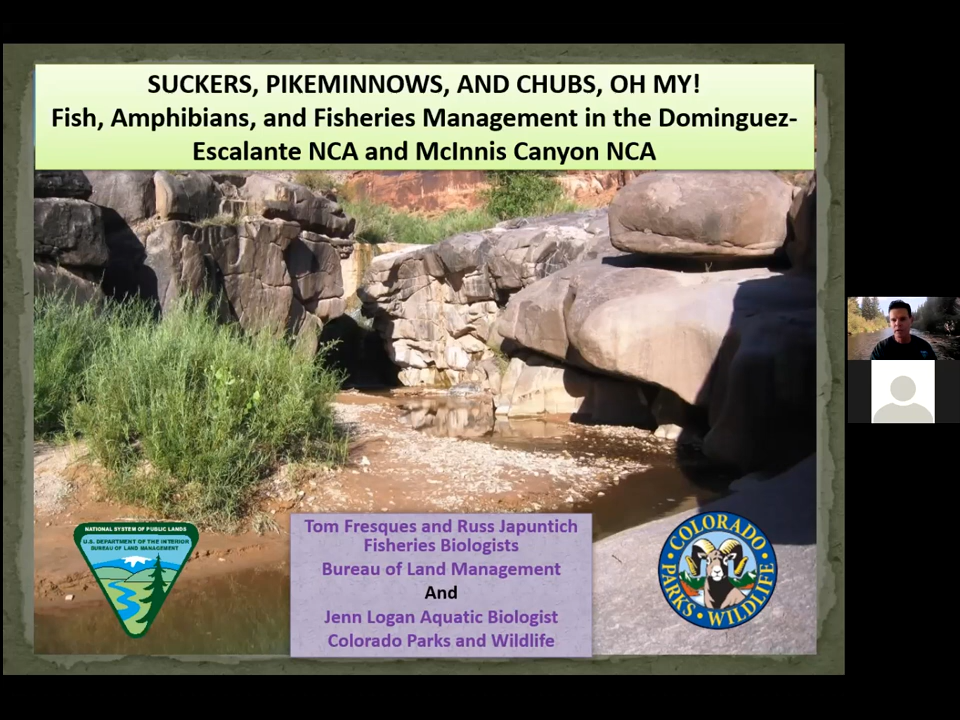 SUCKERS, PIKEMINNOWS, AND CHUBS, OH MY!
Fish, Amphibians, and Fisheries Management in the Dominguez-
Escalante NCA and McInnis Canyon NCA
NATIONAL SYSTEM OF PUBLIC LANDS
U.S. DEPARTMENT OF THE INTERIOR
BUREAU OF LAND MANAGEMENT
Tom Fresques and Russ Japuntich
Fisheries Biologists
Bureau of Land Management
And
Jenn Logan Aquatic Biologist
Colorado Parks and Wildlife
COLORADO
PARKS • WILDLIFE